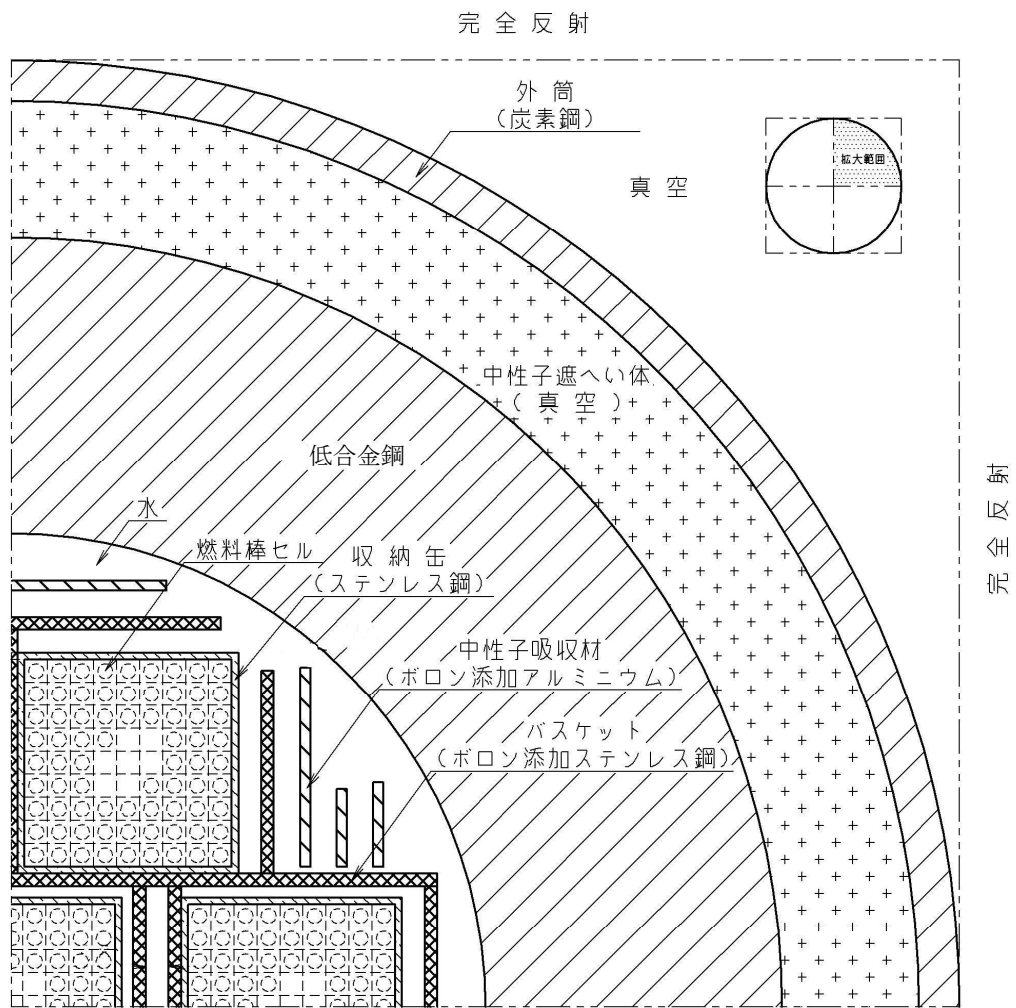 完全反射
外筒
(炭素鋼)
拡大範囲
真空
中性子遮へい体
(真空)
低合金鋼
完全反射
水
燃料棒セル
収納缶
(ステンレス鋼)
中性子吸収材
(ボロン添加アルミニウム)
バスケット
(ボロン添加ステンレス鋼)